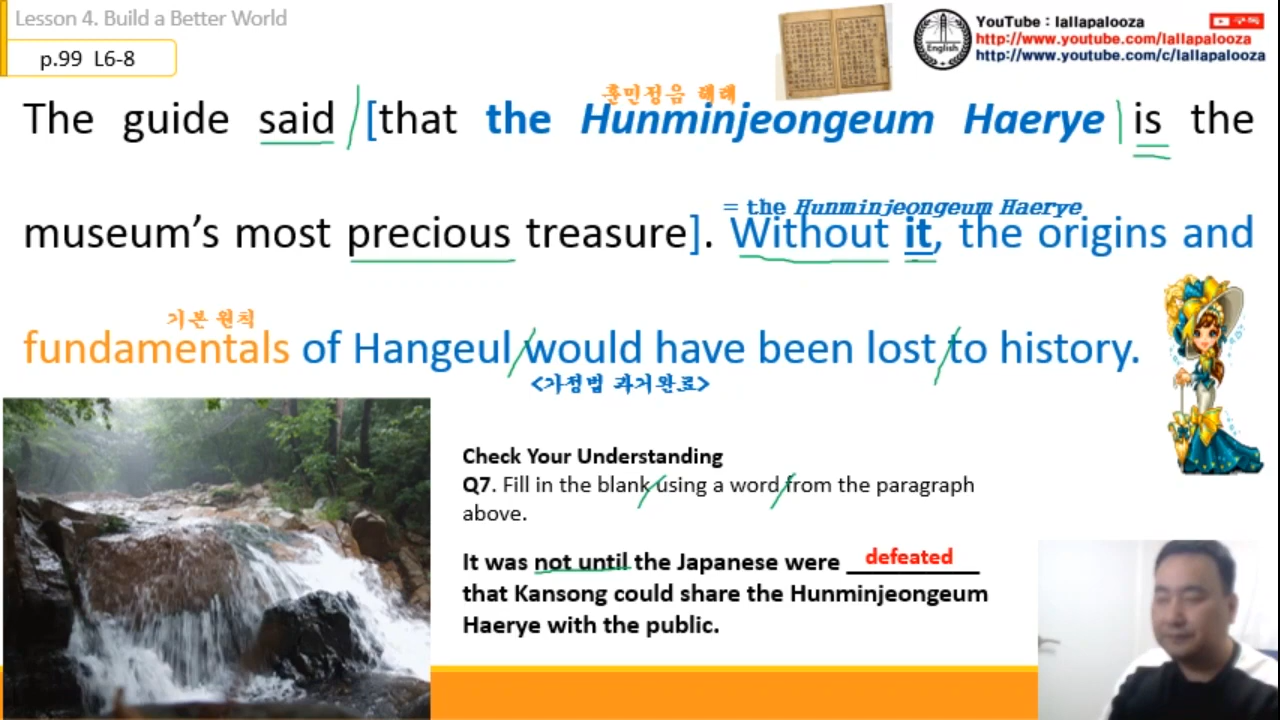 Lesson 4. Build a Better World
p.99 L6-8
English
YouTube : lallapalooza
구독
http://www.youtube.com/lallapalooza
http://www.youtube.com/c/lallapalooza
훈민정음 해례
The guide said [that the Hunminjeongeum Haerye is the
= the Hunminjeongeum Haerye
museum's most precious treasure]. Without it, the origins and
기본 원칙
fundamentals of Hangeul would have been lost to history.
<가정법 과거완료>
Check Your Understanding
Q7. Fill in the blank using a word from the paragraph
above.
It was not until the Japanese were defeated
that Kansong could share the Hunminjeongeum
Haerye with the public.